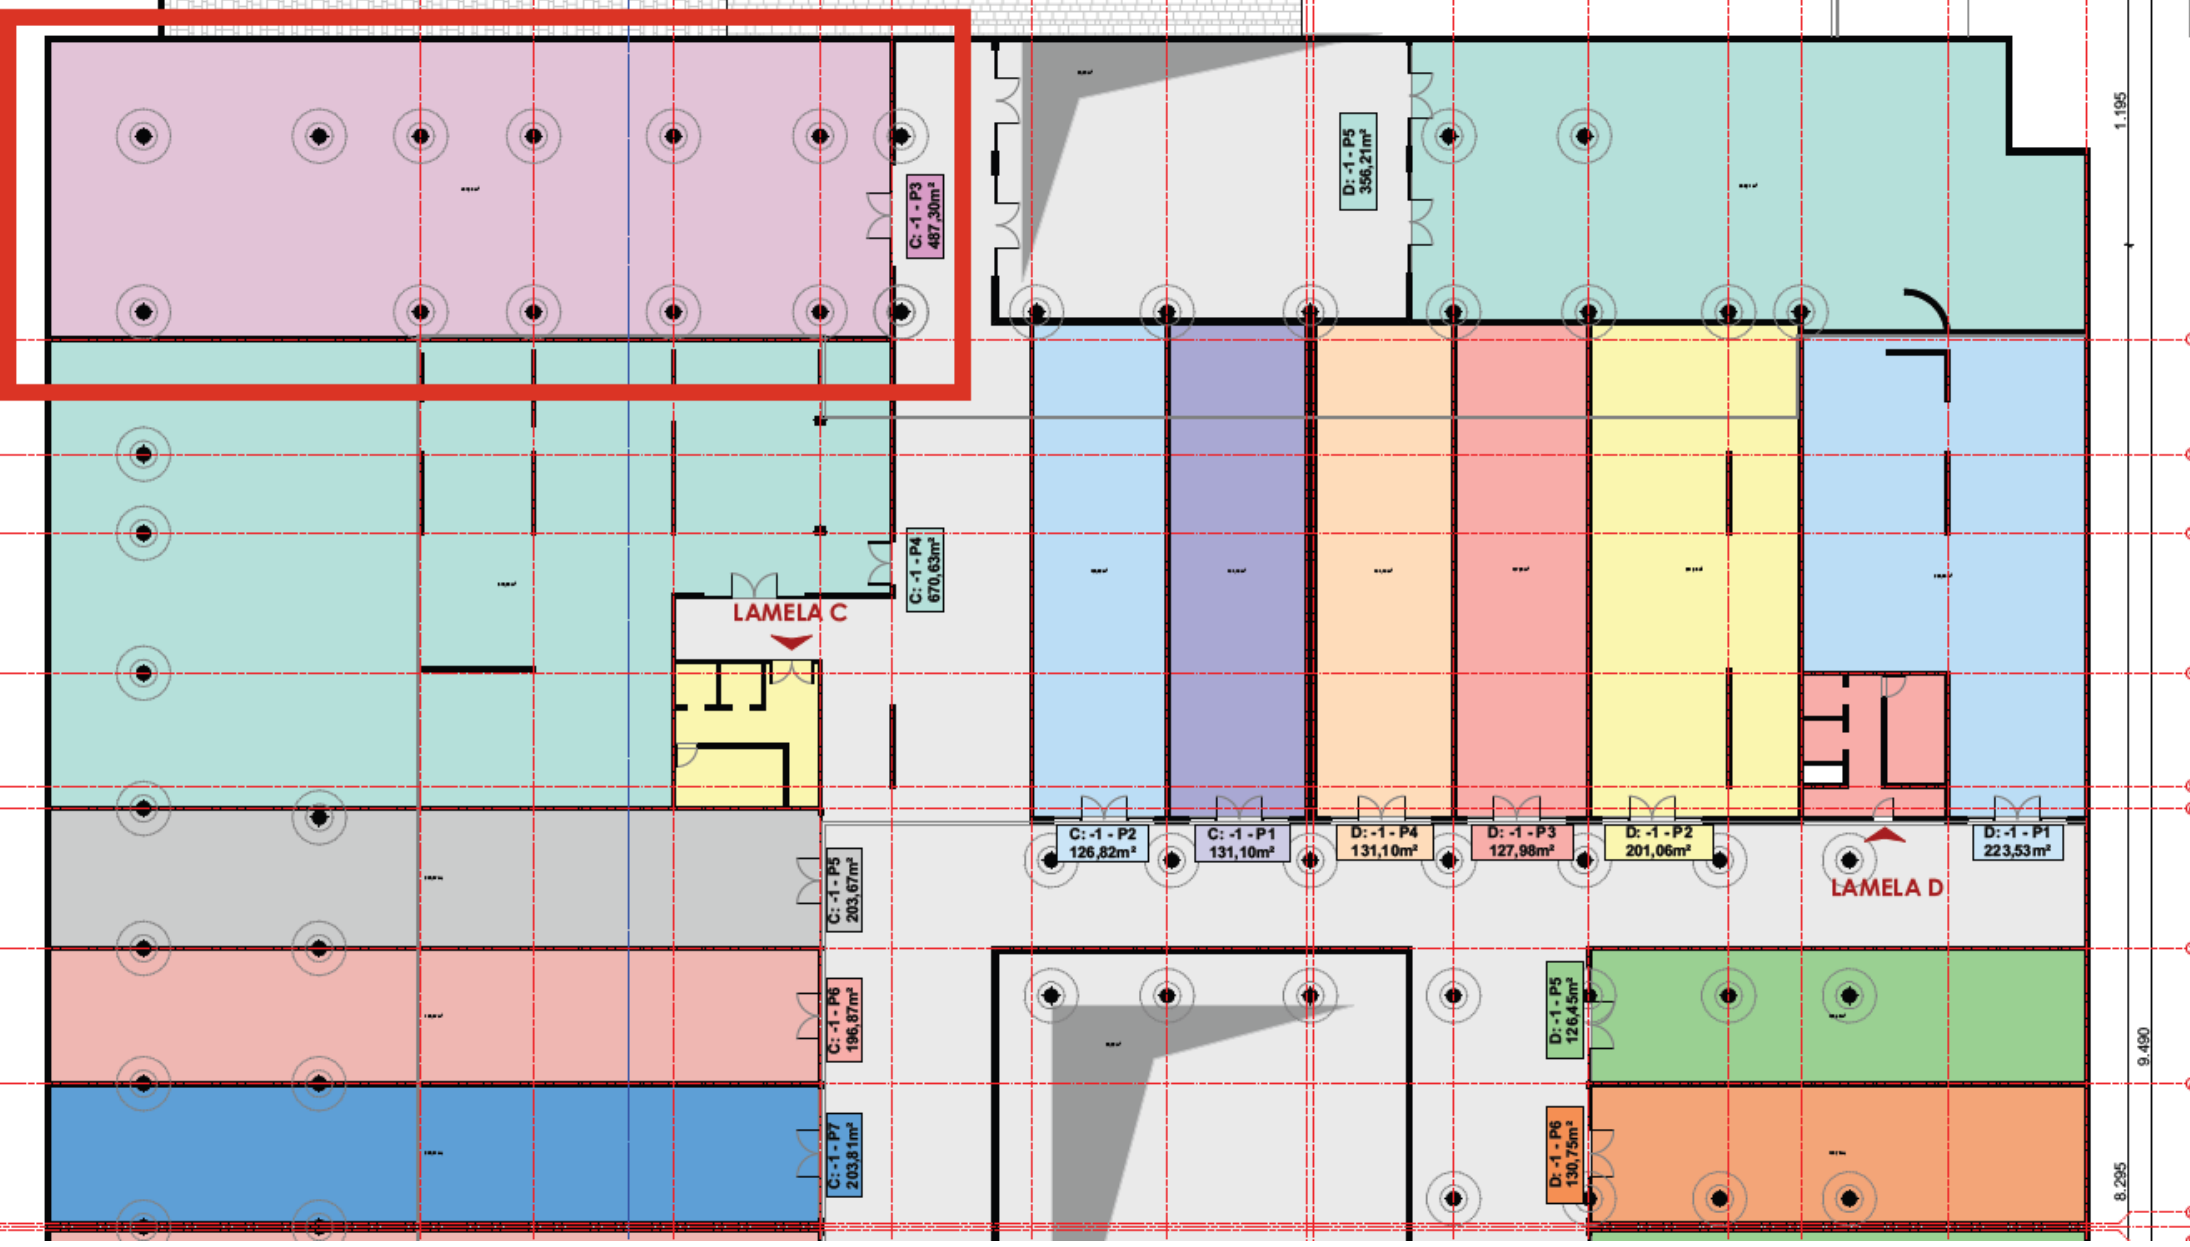 C: -1 - P3
487,30m²
D: -1 - P5
356,21m²
1.195
C: -1 - P4
670,63m²
LAMELA C
C: -1 - P2
126,82m²
C: -1 - P1
131,10m²
D: -1 - P4
131,10m²
D: -1 - P3
127,98m²
D: -1 - P2
201,06m²
D: -1 - P1
223,53m²
LAMELA D
C: -1 - P5
203,67m²
C: -1 - P6
196,87m²
D: -1 - P5
126,45m²
9.490
C: -1 - P7
203,81m²
D: -1 - P6
130,75m²
8.295